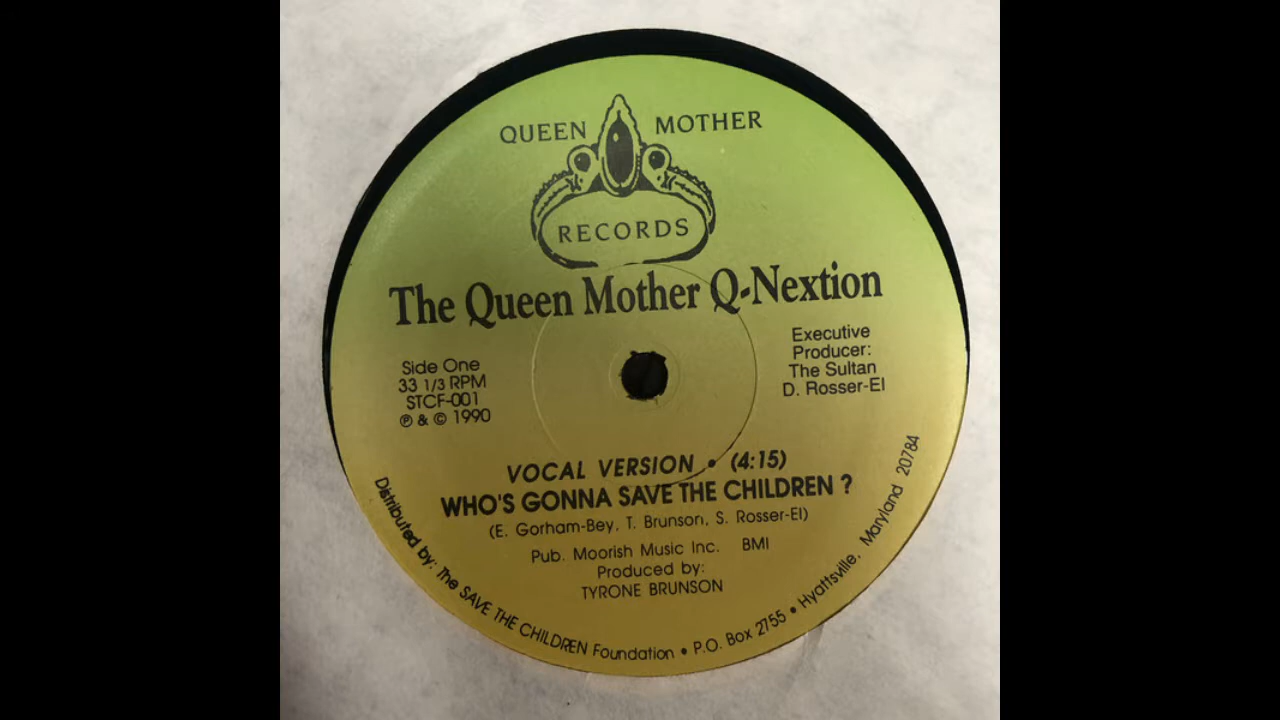 QUEEN MOTHER
RECORDS
The Queen Mother Q-Nextion
Side One
33 1/3 RPM
STCF-001
℗ & © 1990
Executive
Producer:
The Sultan
D. Rosser-El
VOCAL VERSION • (4:15)
WHO'S GONNA SAVE THE CHILDREN ?
(E. Gorham-Bey, T. Brunson, S. Rosser-El)
Pub. Moorish Music Inc. BMI
Produced by:
TYRONE BRUNSON
Distributed by: The SAVE THE CHILDREN Foundation • P.O. Box 2755 • Hyattsville, Maryland 20784